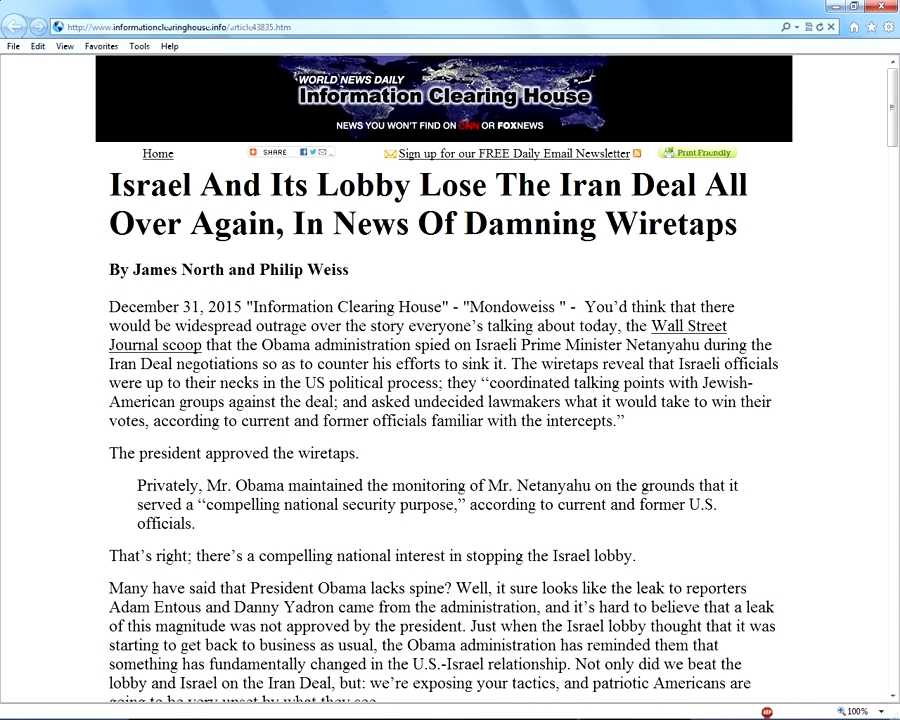 http://www.informationclearinghouse.info/article43835.htm
File Edit View Favorites Tools Help
WORLD NEWS DAILY
Information Clearing House
NEWS YOU WON'T FIND ON CNN OR FOXNEWS
Home SHARE Sign up for our FREE Daily Email Newsletter Print Friendly
Israel And Its Lobby Lose The Iran Deal All
Over Again, In News Of Damning Wiretaps
By James North and Philip Weiss
December 31, 2015 "Information Clearing House" - "Mondoweiss " - You’d think that there
would be widespread outrage over the story everyone’s talking about today, the Wall Street
Journal scoop that the Obama administration spied on Israeli Prime Minister Netanyahu during the
Iran Deal negotiations so as to counter his efforts to sink it. The wiretaps reveal that Israeli officials
were up to their necks in the US political process; they “coordinated talking points with Jewish-
American groups against the deal; and asked undecided lawmakers what it would take to win their
votes, according to current and former officials familiar with the intercepts.”
The president approved the wiretaps.
Privately, Mr. Obama maintained the monitoring of Mr. Netanyahu on the grounds that it
served a “compelling national security purpose,” according to current and former U.S.
officials.
That’s right; there’s a compelling national interest in stopping the Israel lobby.
Many have said that President Obama lacks spine? Well, it sure looks like the leak to reporters
Adam Entous and Danny Yadron came from the administration, and it’s hard to believe that a leak
of this magnitude was not approved by the president. Just when the Israel lobby thought that it was
starting to get back to business as usual, the Obama administration has reminded them that
something has fundamentally changed in the U.S.-Israel relationship. Not only did we beat the
lobby and Israel on the Iran Deal, but: we’re exposing your tactics, and patriotic Americans are
going to be very upset by what they see
ABP 100%